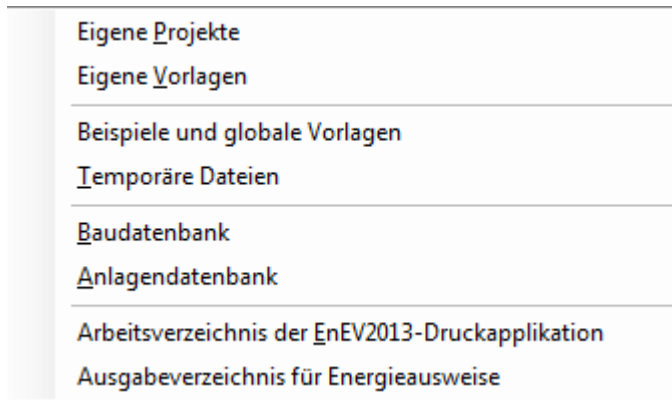 Eigene Projekte
Eigene Vorlagen
Beispiele und globale Vorlagen
Temporäre Dateien
Baudatenbank
Anlagendatenbank
Arbeitsverzeichnis der EnEV2013-Druckapplikation
Ausgabeverzeichnis für Energieausweise